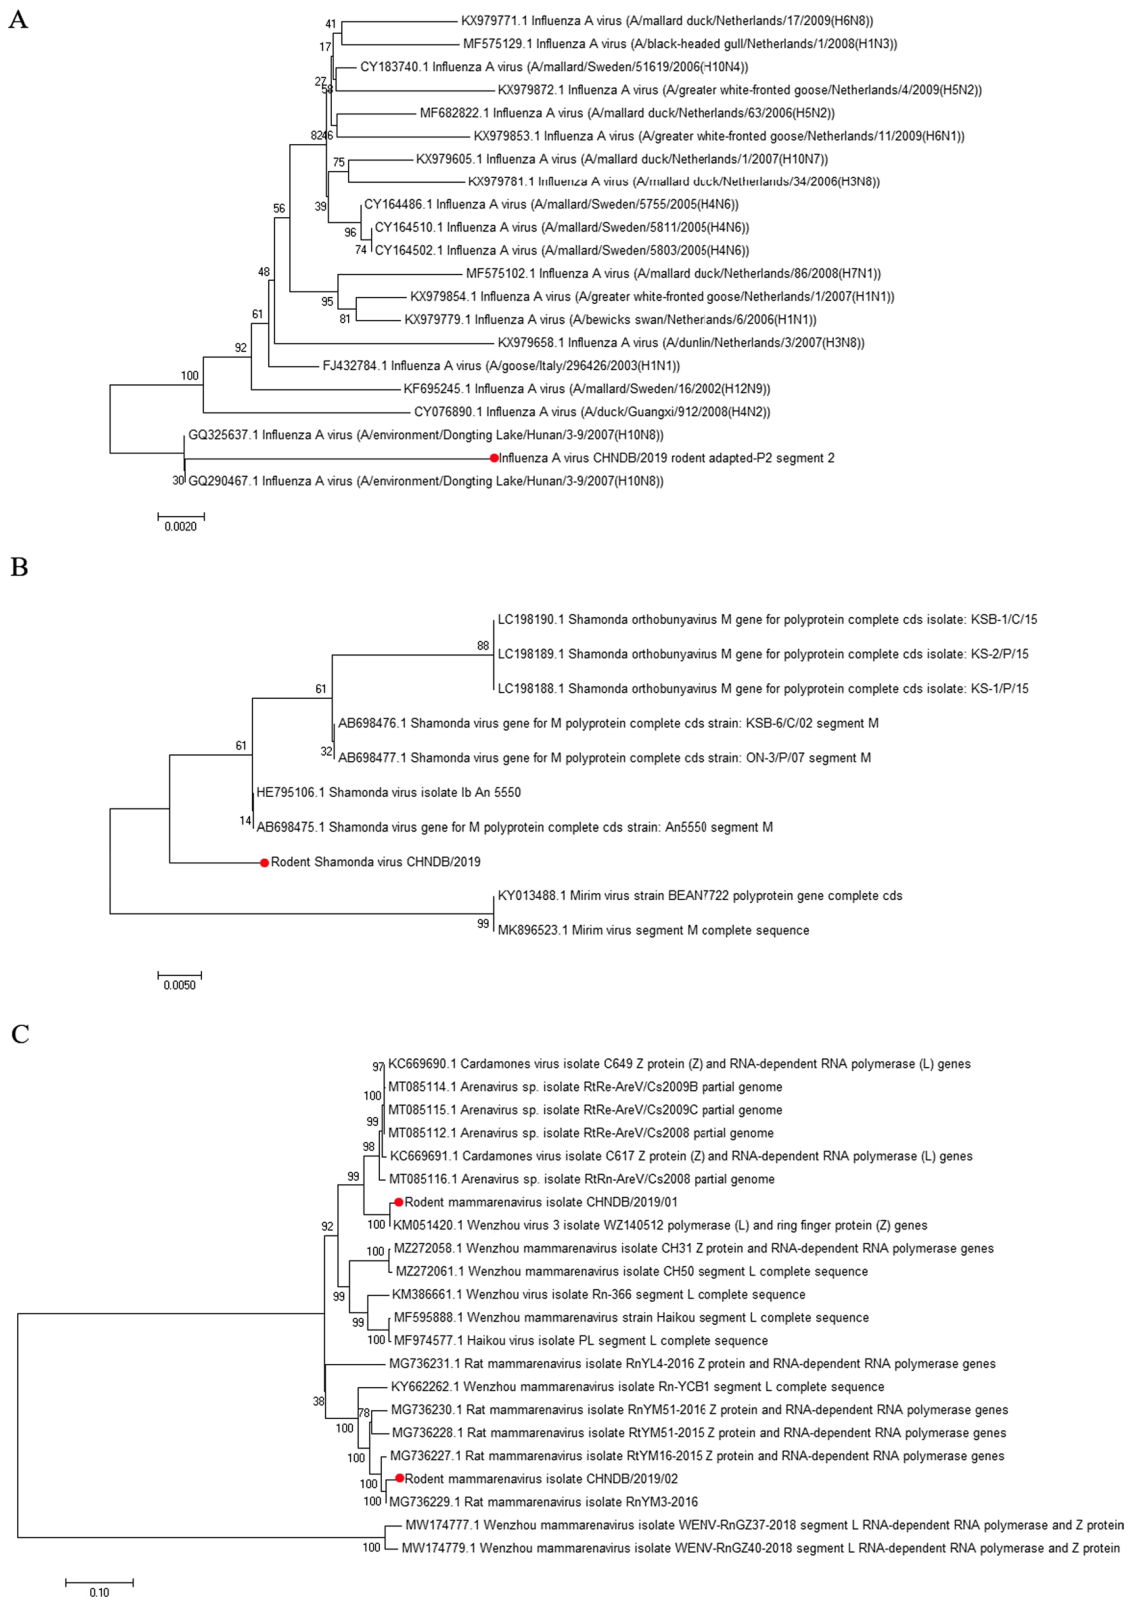 A
41 KX979771.1 Influenza A virus (A/mallard duck/Netherlands/17/2009(H6N8))
17 MF575129.1 Influenza A virus (A/black-headed gull/Netherlands/1/2008(H1N3))
CY183740.1 Influenza A virus (A/mallard/Sweden/51619/2006(H10N4))
27
58 KX979872.1 Influenza A virus (A/greater white-fronted goose/Netherlands/4/2009(H5N2))
MF682822.1 Influenza A virus (A/mallard duck/Netherlands/63/2006(H5N2))
82 46 KX979853.1 Influenza A virus (A/greater white-fronted goose/Netherlands/11/2009(H6N1))
75 KX979605.1 Influenza A virus (A/mallard duck/Netherlands/1/2007(H10N7))
KX979781.1 Influenza A virus (A/mallard duck/Netherlands/34/2006(H3N8))
56 39 CY164486.1 Influenza A virus (A/mallard/Sweden/5755/2005(H4N6))
96 CY164510.1 Influenza A virus (A/mallard/Sweden/5811/2005(H4N6))
74 CY164502.1 Influenza A virus (A/mallard/Sweden/5803/2005(H4N6))
48 MF575102.1 Influenza A virus (A/mallard duck/Netherlands/86/2008(H7N1))
95 KX979854.1 Influenza A virus (A/greater white-fronted goose/Netherlands/1/2007(H1N1))
61 81 KX979779.1 Influenza A virus (A/bewicks swan/Netherlands/6/2006(H1N1))
92 KX979658.1 Influenza A virus (A/dunlin/Netherlands/3/2007(H3N8))
FJ432784.1 Influenza A virus (A/goose/Italy/296426/2003(H1N1))
100 KF695245.1 Influenza A virus (A/mallard/Sweden/16/2002(H12N9))
CY076890.1 Influenza A virus (A/duck/Guangxi/912/2008(H4N2))
GQ325637.1 Influenza A virus (A/environment/Dongting Lake/Hunan/3-9/2007(H10N8))
Influenza A virus CHNDB/2019 rodent adapted-P2 segment 2
30 GQ290467.1 Influenza A virus (A/environment/Dongting Lake/Hunan/3-9/2007(H10N8))
0.0020
B
LC198190.1 Shamonda orthobunyavirus M gene for polyprotein complete cds isolate: KSB-1/C/15
88 LC198189.1 Shamonda orthobunyavirus M gene for polyprotein complete cds isolate: KS-2/P/15
61 LC198188.1 Shamonda orthobunyavirus M gene for polyprotein complete cds isolate: KS-1/P/15
AB698476.1 Shamonda virus gene for M polyprotein complete cds strain: KSB-6/C/02 segment M
61 32 AB698477.1 Shamonda virus gene for M polyprotein complete cds strain: ON-3/P/07 segment M
HE795106.1 Shamonda virus isolate Ib An 5550
14 AB698475.1 Shamonda virus gene for M polyprotein complete cds strain: An5550 segment M
Rodent Shamonda virus CHNDB/2019
KY013488.1 Mirim virus strain BEAN7722 polyprotein gene complete cds
99 MK896523.1 Mirim virus segment M complete sequence
0.0050
C
97 KC669690.1 Cardamones virus isolate C649 Z protein (Z) and RNA-dependent RNA polymerase (L) genes
100 MT085114.1 Arenavirus sp. isolate RtRe-AreV/Cs2009B partial genome
MT085115.1 Arenavirus sp. isolate RtRe-AreV/Cs2009C partial genome
99 MT085112.1 Arenavirus sp. isolate RtRe-AreV/Cs2008 partial genome
98 KC669691.1 Cardamones virus isolate C617 Z protein (Z) and RNA-dependent RNA polymerase (L) genes
99 MT085116.1 Arenavirus sp. isolate RtRn-AreV/Cs2008 partial genome
Rodent mammarenavirus isolate CHNDB/2019/01
92 100 KM051420.1 Wenzhou virus 3 isolate WZ140512 polymerase (L) and ring finger protein (Z) genes
100 MZ272058.1 Wenzhou mammarenavirus isolate CH31 Z protein and RNA-dependent RNA polymerase genes
MZ272061.1 Wenzhou mammarenavirus isolate CH50 segment L complete sequence
99 KM386661.1 Wenzhou virus isolate Rn-366 segment L complete sequence
99 MF595888.1 Wenzhou mammarenavirus strain Haikou segment L complete sequence
100 MF974577.1 Haikou virus isolate PL segment L complete sequence
MG736231.1 Rat mammarenavirus isolate RnYL4-2016 Z protein and RNA-dependent RNA polymerase genes
38 KY662262.1 Wenzhou mammarenavirus isolate Rn-YCB1 segment L complete sequence
78 MG736230.1 Rat mammarenavirus isolate RnYM51-2016 Z protein and RNA-dependent RNA polymerase genes
100 MG736228.1 Rat mammarenavirus isolate RtYM51-2015 Z protein and RNA-dependent RNA polymerase genes
100 MG736227.1 Rat mammarenavirus isolate RtYM16-2015 Z protein and RNA-dependent RNA polymerase genes
100 Rodent mammarenavirus isolate CHNDB/2019/02
100 MG736229.1 Rat mammarenavirus isolate RnYM3-2016
MW174777.1 Wenzhou mammarenavirus isolate WENV-RnGZ37-2018 segment L RNA-dependent RNA polymerase and Z protein
100 MW174779.1 Wenzhou mammarenavirus isolate WENV-RnGZ40-2018 segment L RNA-dependent RNA polymerase and Z protein
0.10